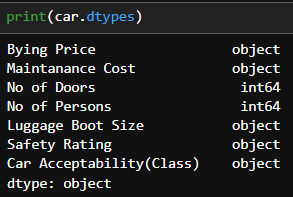 print(car.dtypes)
Bying Price object
Maintanance Cost object
No of Doors int64
No of Persons int64
Luggage Boot Size object
Safety Rating object
Car Acceptability(Class) object
dtype: object